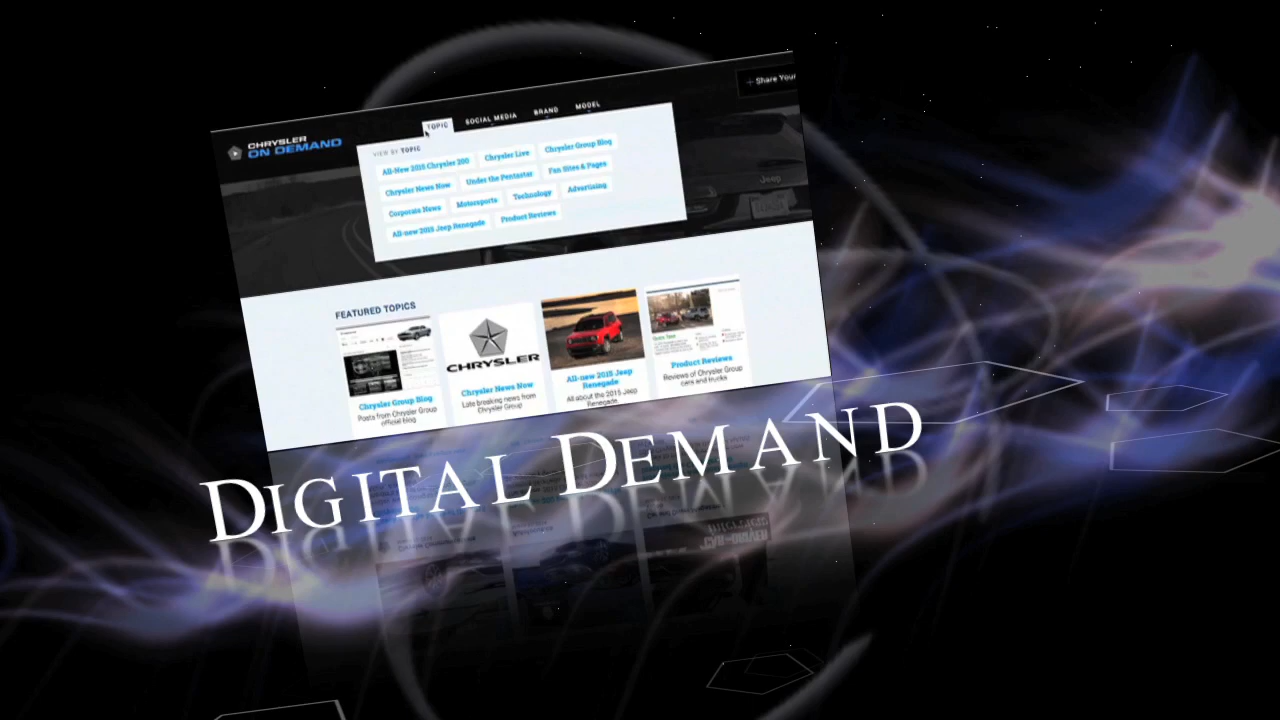 + Share Your
CHRYSLER
ON DEMAND
TOPIC SOCIAL MEDIA BRAND MODEL
VIEW BY TOPIC
All-New 2015 Chrysler 200 Chrysler Live Chrysler Group Blog
Chrysler News Now Under the Pentastar Fan Sites & Pages
Corporate News Motorsports Technology Advertising
All-new 2015 Jeep Renegade Product Reviews
Jeep
FEATURED TOPICS
CHRYSLER
Chrysler Group Blog
Posts from Chrysler Group
official blog
Chrysler News Now
Late breaking news from
Chrysler Group
All-new 2015 Jeep
Renegade
All about the 2015 Jeep
Renegade
Product Reviews
Reviews of Chrysler Group
cars and trucks
DIGITAL DEMAND